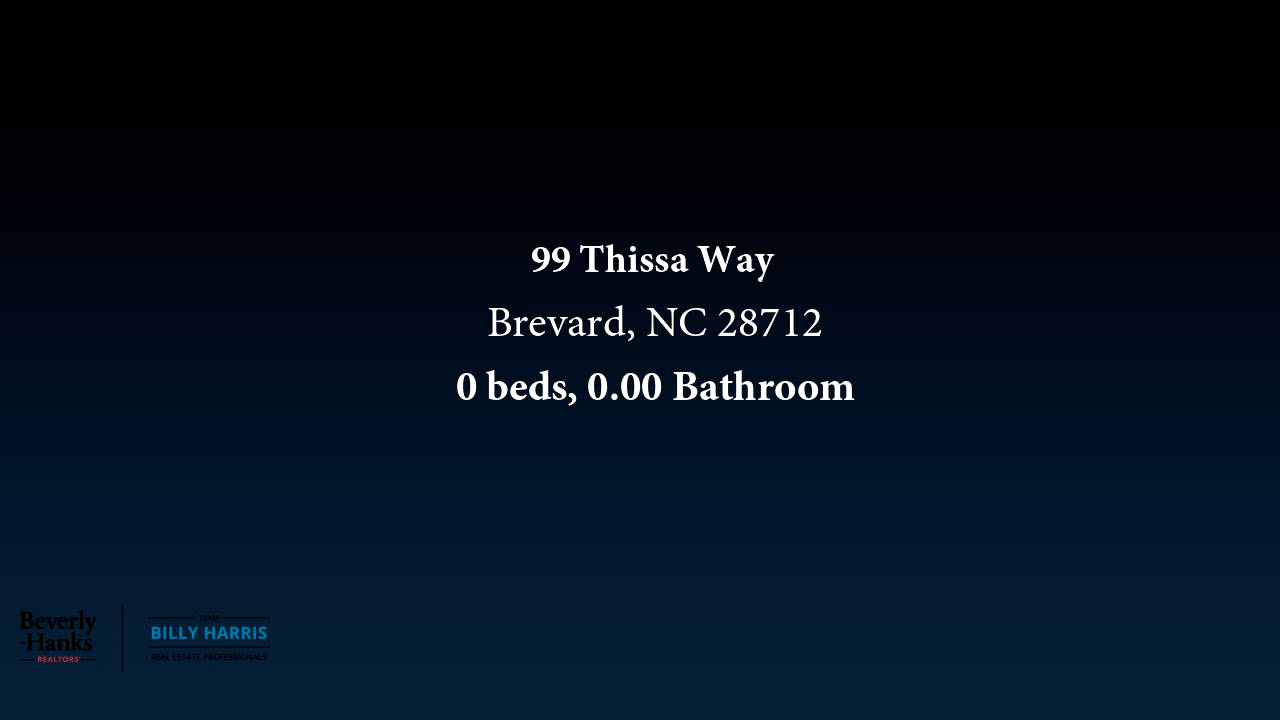 99 Thissa Way
Brevard, NC 28712
0 beds, 0.00 Bathroom
Beverly
-Hanks
REALTORS
TEAM
BILLY HARRIS
REAL ESTATE PROFESSIONALS